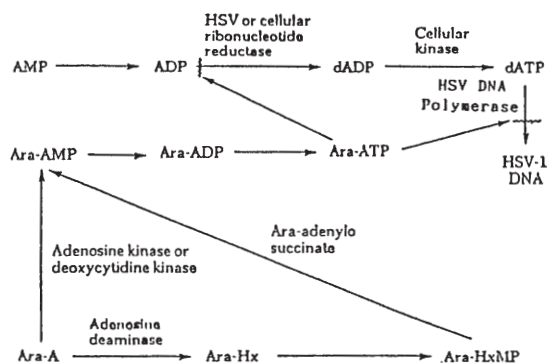 HSV or cellular
ribonucleotide
reductase
Cellular
kinase
AMP
ADP
dADP
dATP
HSV DNA
Polymerase
Ara-AMP
Ara-ADP
Ara-ATP
HSV-1
DNA
Ara-adenylo
succinate
Adenosine kinase or
deoxycytidine kinase
Adenosine
deaminase
Ara-A
Ara-Hx
Ara-HxMP